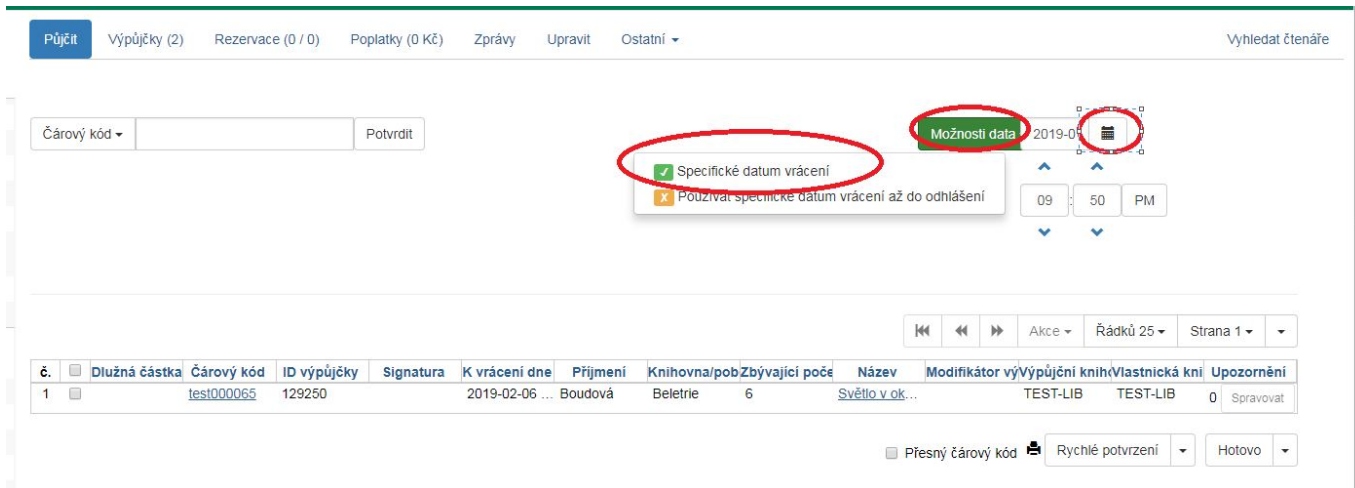 Půjčit Výpůjčky (2) Rezervace (0 / 0) Poplatky (0 Kč) Zprávy Upravit Ostatní Vyhledat čtenáře
Čárový kód Potvrdit Možnosti data 2019-0
Specifické datum vrácení
Používat specifické datum vrácení až do odhlášení
09 : 50 PM
Akce Řádků 25 Strana 1
č. Dlužná částka Čárový kód ID výpůjčky Signatura K vrácení dne Příjmení Knihovna/pob Zbývající poče Název Modifikátor vý Výpůjční kniho Vlastnická kni Upozornění
1 test000065 129250 2019-02-06 ... Boudová Beletrie 6 Světlo v ok... TEST-LIB TEST-LIB 0 Spravovat
Přesný čárový kód Rychlé potvrzení Hotovo